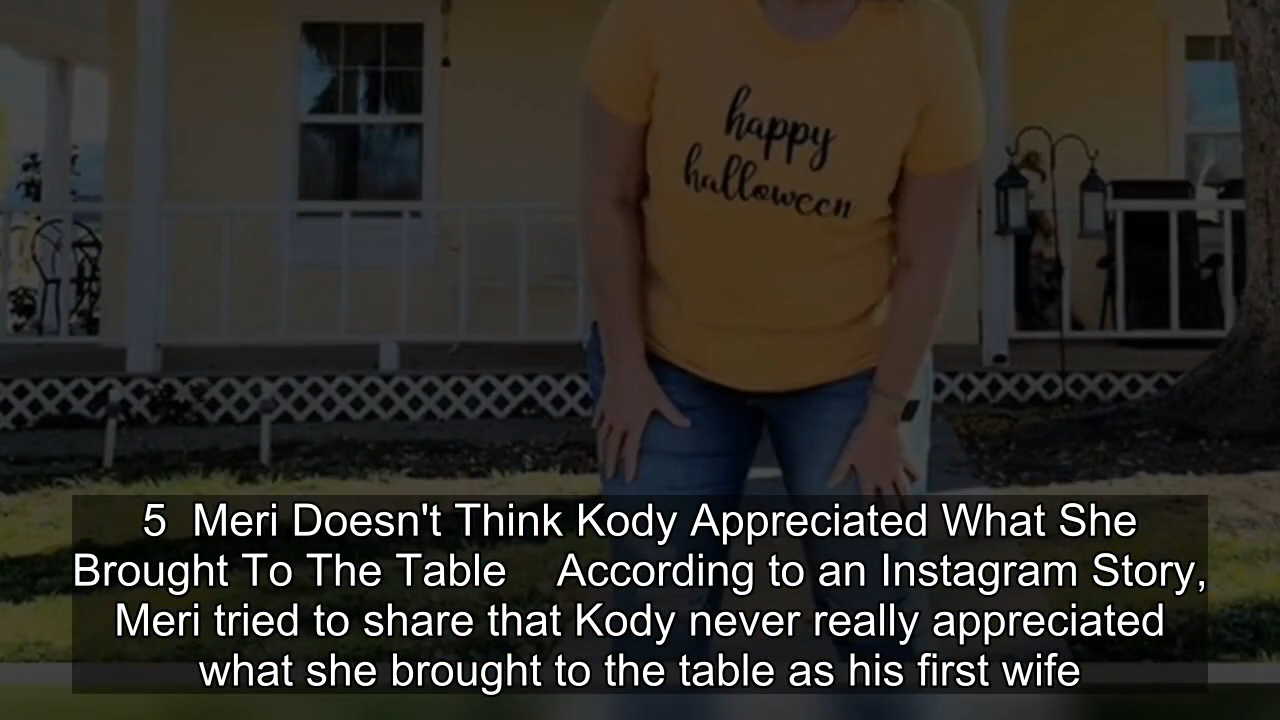 happy
halloween
5  Meri Doesn't Think Kody Appreciated What She
Brought To The Table    According to an Instagram Story,
Meri tried to share that Kody never really appreciated
what she brought to the table as his first wife